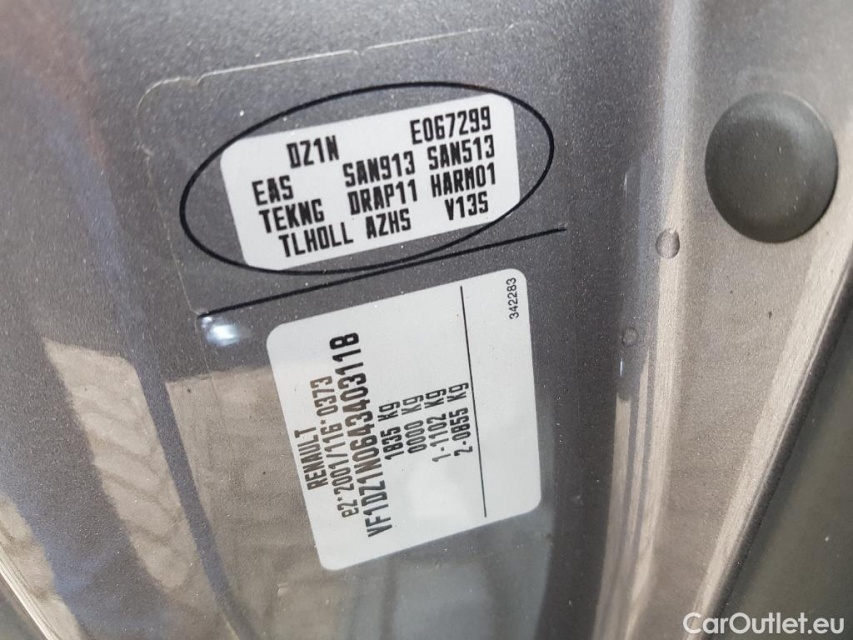 DZ1N E067299
EAS SAN913 SAN513
TEKNG DRAP11 HARM01
TLHOLL AZHS V13S
RENAULT
e2*2001/116*0373
VF1DZ1N0643403118
1835 Kg
0000 Kg
1-1102 Kg
2-0855 Kg
342283
CarOutlet.eu